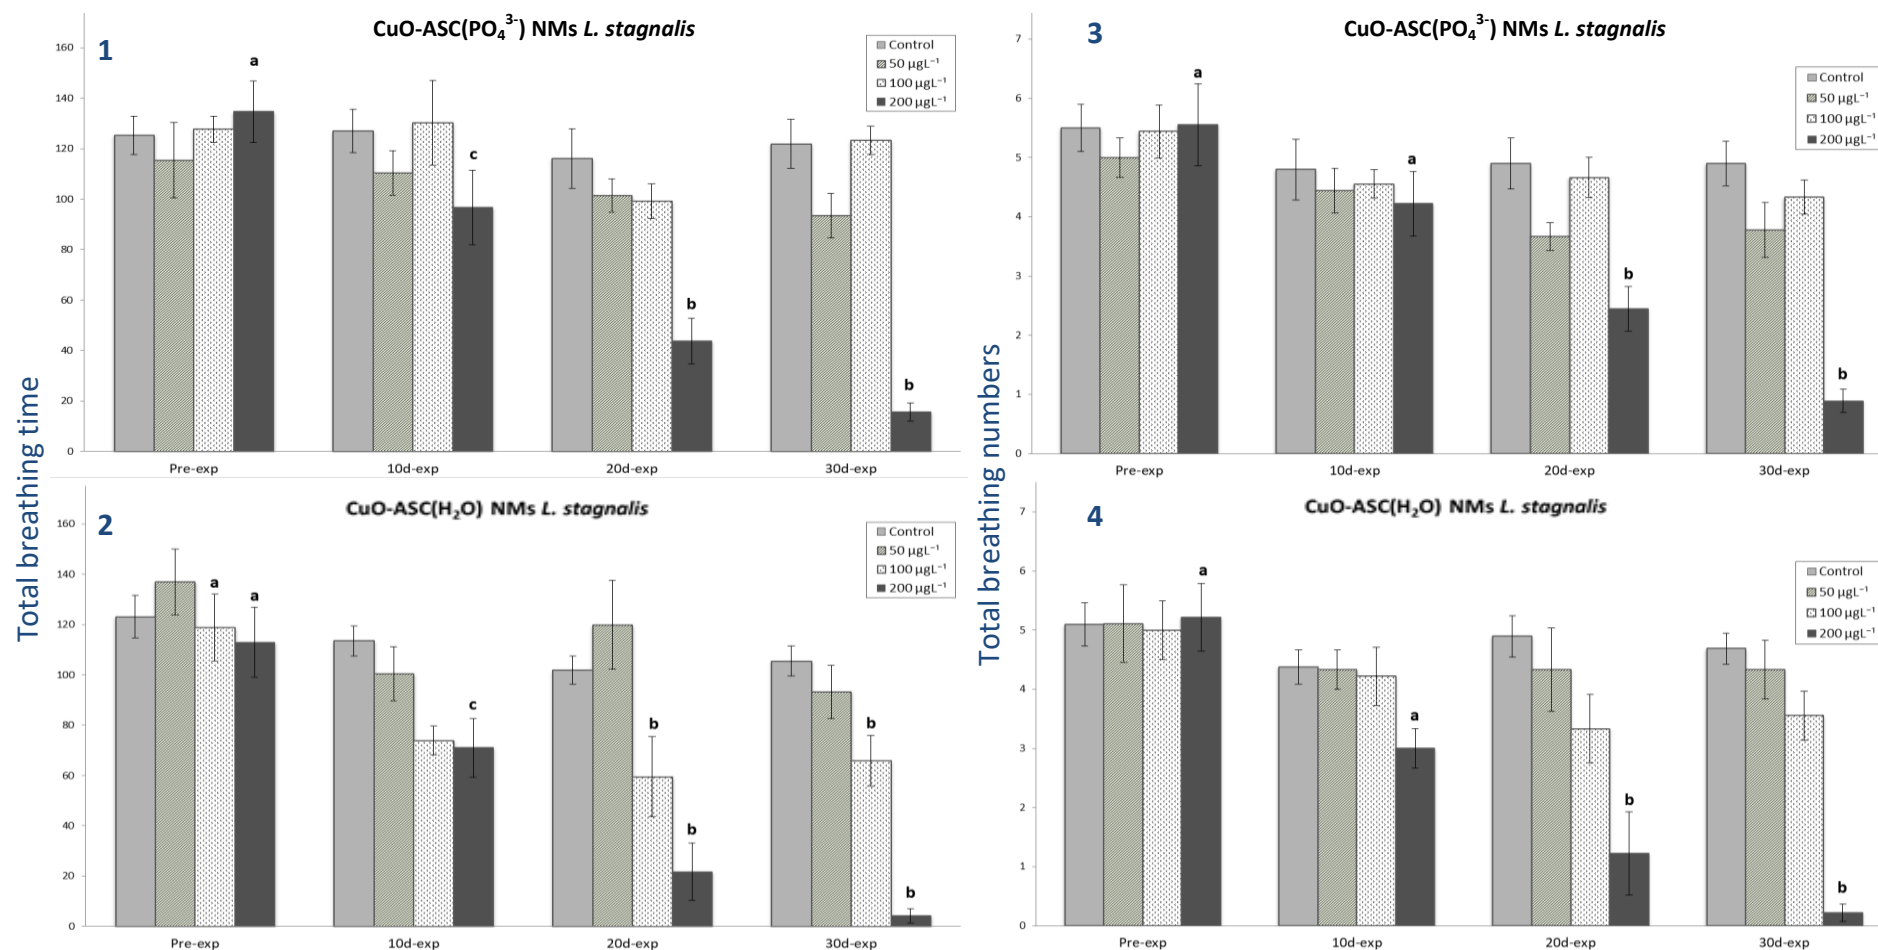 1
CuO-ASC(PO₄³⁻) NMs L. stagnalis
160
140
120
100
80
60
40
20
0
Control
50 µgL⁻¹
100 µgL⁻¹
200 µgL⁻¹
a
c
b
b
Pre-exp
10d-exp
20d-exp
30d-exp
Total breathing time
2
CuO-ASC(H₂O) NMs L. stagnalis
160
140
120
100
80
60
40
20
0
Control
50 µgL⁻¹
100 µgL⁻¹
200 µgL⁻¹
a
a
c
b
b
b
b
Pre-exp
10d-exp
20d-exp
30d-exp
3
CuO-ASC(PO₄³⁻) NMs L. stagnalis
7
6
5
4
3
2
1
0
Control
50 µgL⁻¹
100 µgL⁻¹
200 µgL⁻¹
a
a
b
b
Pre-exp
10d-exp
20d-exp
30d-exp
Total breathing numbers
4
CuO-ASC(H₂O) NMs L. stagnalis
7
6
5
4
3
2
1
0
Control
50 µgL⁻¹
100 µgL⁻¹
200 µgL⁻¹
a
a
b
b
Pre-exp
10d-exp
20d-exp
30d-exp